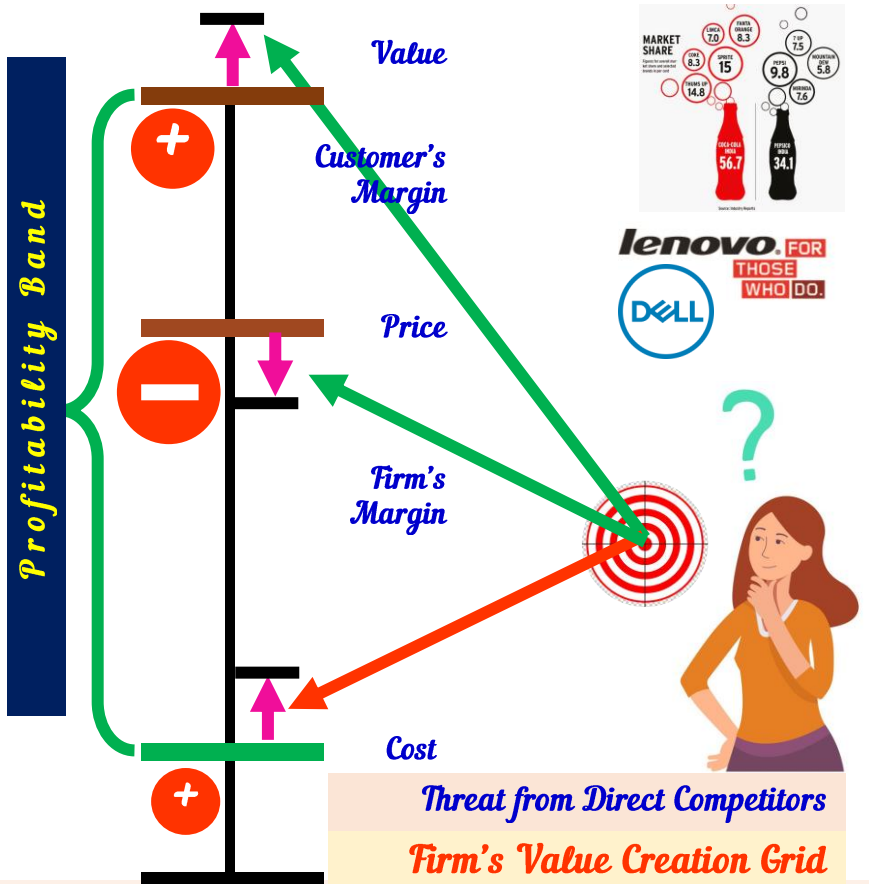 Profitability Band
Value
Customer's
Margin
Price
Firm's
Margin
Cost
MARKET
SHARE
LIMCA
7.0
FANTA
ORANGE
8.3
COKE
8.3
SPRITE
15
THUMS UP
14.8
COCA-COLA
INDIA
56.7
7 UP
7.5
PEPSI
9.8
MOUNTAIN
DEW
5.8
MIRINDA
7.6
PEPSICO
INDIA
34.1
Source: Industry Reports
lenovo. FOR
THOSE
WHO DO.
DELL
?
Threat from Direct Competitors
Firm's Value Creation Grid